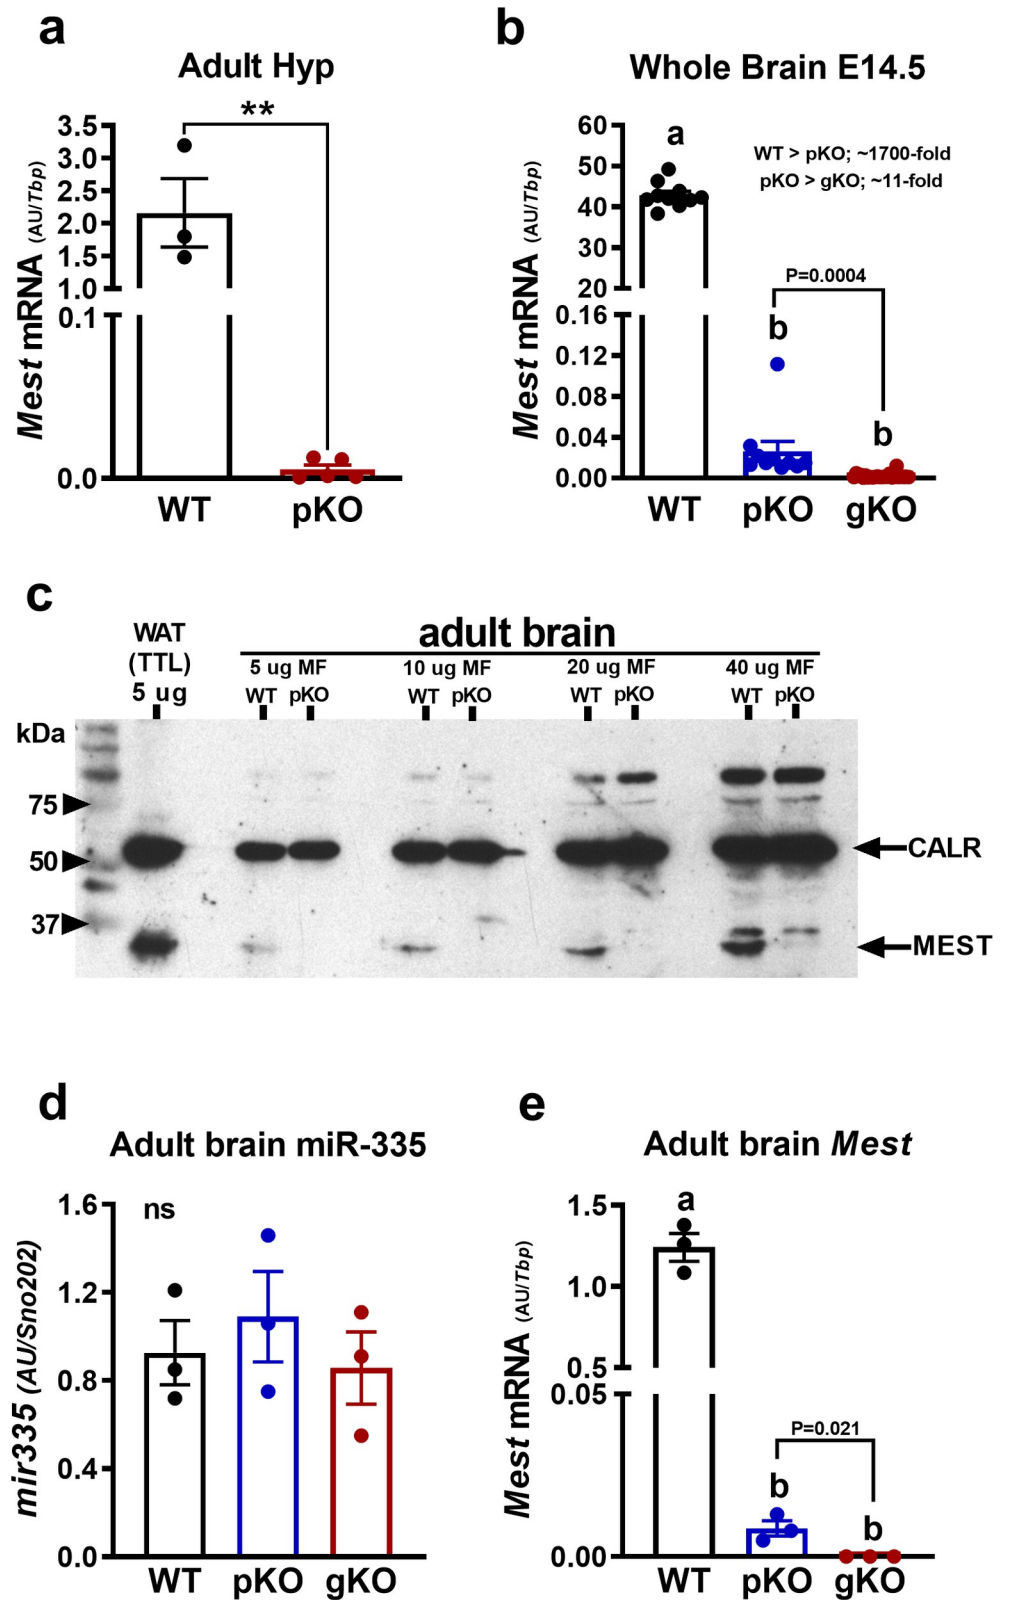 a
Adult Hyp
**
3.5
3.0
2.5
2.0
1.5
1.0
0.1
0.0
Mest mRNA (AU/Tbp)
WT
pKO
b
Whole Brain E14.5
60
50
40
30
20
0.16
0.12
0.08
0.04
0.00
Mest mRNA (AU/Tbp)
a
WT > pKO; ~1700-fold
pKO > gKO; ~11-fold
P=0.0004
b
b
WT
pKO
gKO
c
WAT
(TTL)
5 ug
adult brain
5 ug MF
10 ug MF
20 ug MF
40 ug MF
WT pKO
WT pKO
WT pKO
WT pKO
kDa
75
50
37
CALR
MEST
d
Adult brain miR-335
1.6
1.2
0.8
0.4
0.0
mir335 (AU/Sno202)
ns
WT
pKO
gKO
e
Adult brain Mest
1.5
1.0
0.5
0.05
0.00
Mest mRNA (AU/Tbp)
a
P=0.021
b
b
WT
pKO
gKO